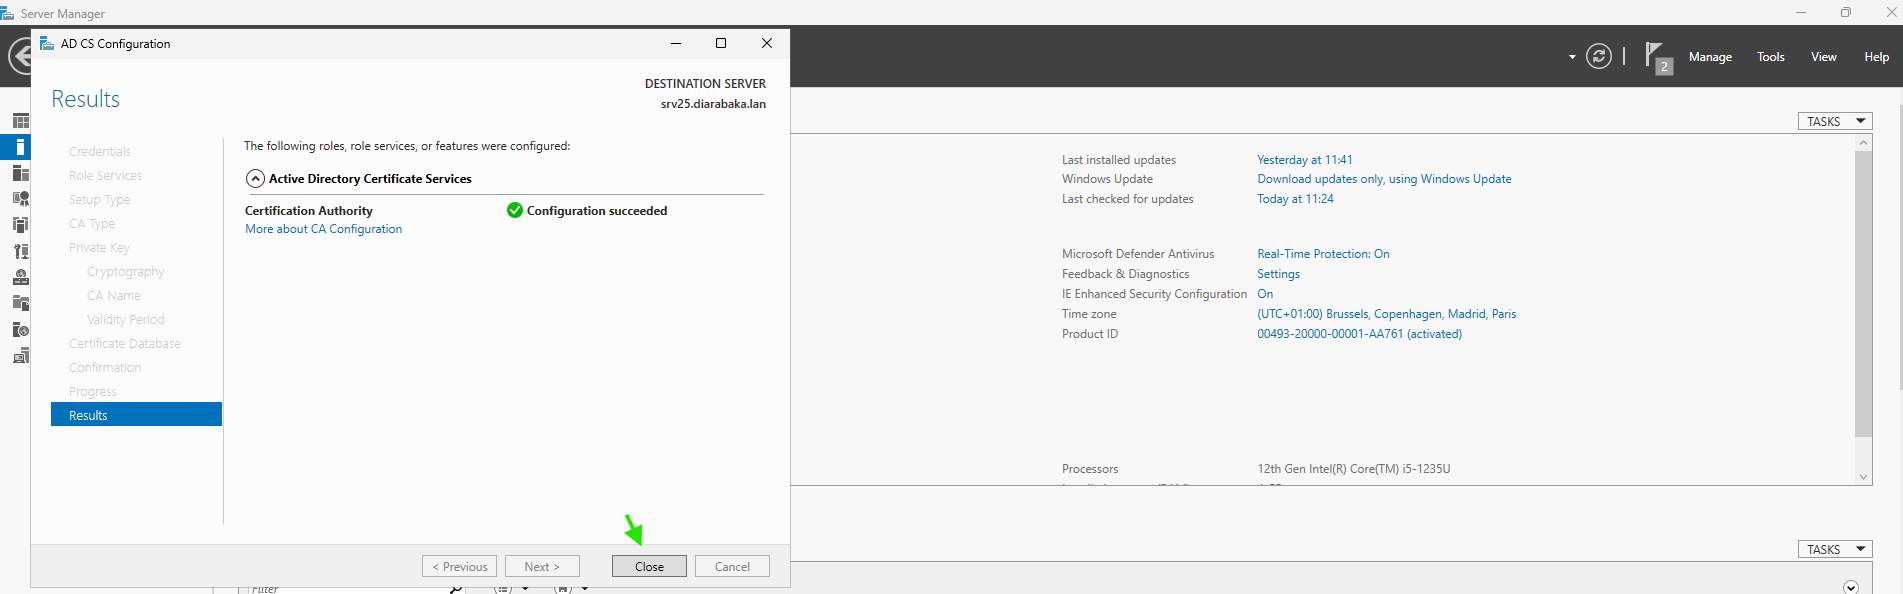 Server Manager
AD CS Configuration
2
Manage
Tools
View
Help
Results
DESTINATION SERVER
srv25.diarabaka.lan
Credentials
Role Services
Setup Type
CA Type
Private Key
Cryptography
CA Name
Validity Period
Certificate Database
Confirmation
Progress
Results
The following roles, role services, or features were configured:
Active Directory Certificate Services
Certification Authority
Configuration succeeded
More about CA Configuration
< Previous
Next >
Close
Cancel
TASKS
Last installed updates
Yesterday at 11:41
Windows Update
Download updates only, using Windows Update
Last checked for updates
Today at 11:24
Microsoft Defender Antivirus
Real-Time Protection: On
Feedback & Diagnostics
Settings
IE Enhanced Security Configuration
On
Time zone
(UTC+01:00) Brussels, Copenhagen, Madrid, Paris
Product ID
00493-20000-00001-AA761 (activated)
Processors
12th Gen Intel(R) Core(TM) i5-1235U
TASKS
Filter